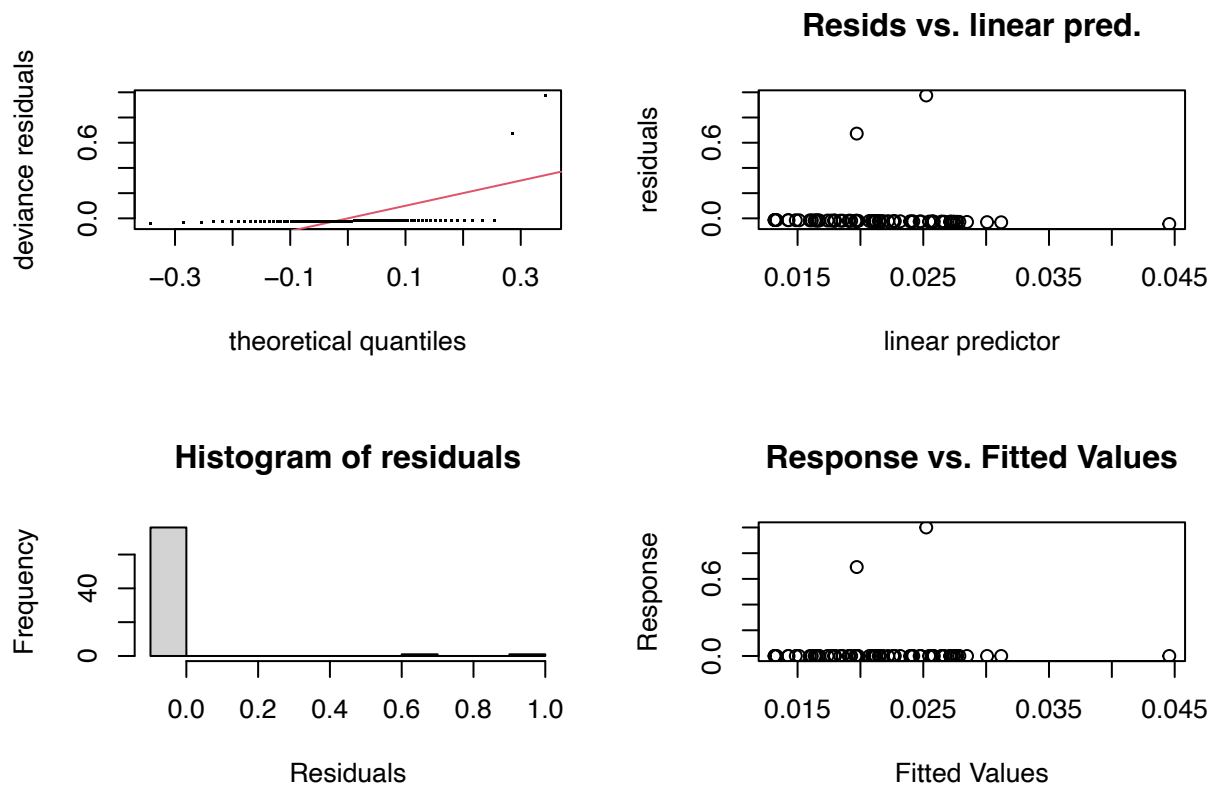 deviance residuals
0.0 0.6
−0.3 −0.1 0.1 0.3
theoretical quantiles
Resids vs. linear pred.
residuals
0.0 0.6
0.015 0.025 0.035 0.045
linear predictor
Histogram of residuals
Frequency
0 40
0.0 0.2 0.4 0.6 0.8 1.0
Residuals
Response vs. Fitted Values
Response
0.0 0.6
0.015 0.025 0.035 0.045
Fitted Values